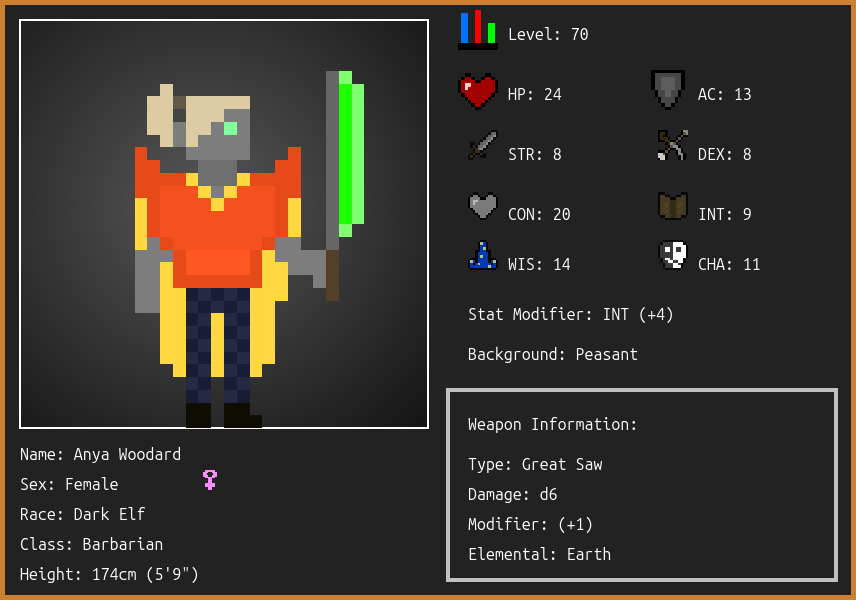 Level: 70
HP: 24
AC: 13
STR: 8
DEX: 8
CON: 20
INT: 9
WIS: 14
CHA: 11
Stat Modifier: INT (+4)
Background: Peasant
Weapon Information:
Type: Great Saw
Damage: d6
Modifier: (+1)
Elemental: Earth
Name: Anya Woodard
Sex: Female
Race: Dark Elf
Class: Barbarian
Height: 174cm (5'9")